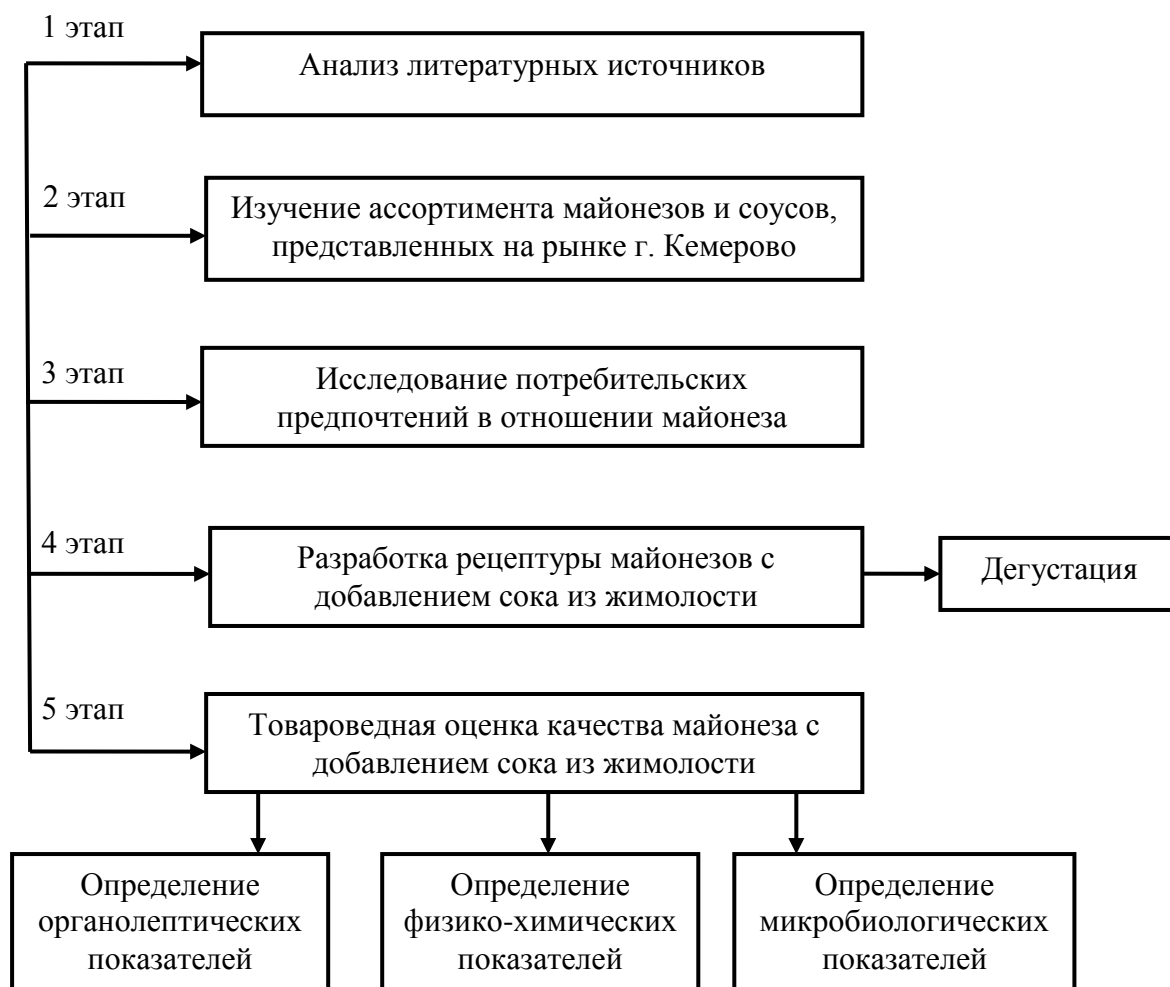 1 этап
Анализ литературных источников
2 этап
Изучение ассортимента майонезов и соусов,
представленных на рынке г. Кемерово
3 этап
Исследование потребительских
предпочтений в отношении майонеза
4 этап
Разработка рецептуры майонезов с
добавлением сока из жимолости
Дегустация
5 этап
Товароведная оценка качества майонеза с
добавлением сока из жимолости
Определение
органолептических
показателей
Определение
физико-химических
показателей
Определение
микробиологических
показателей